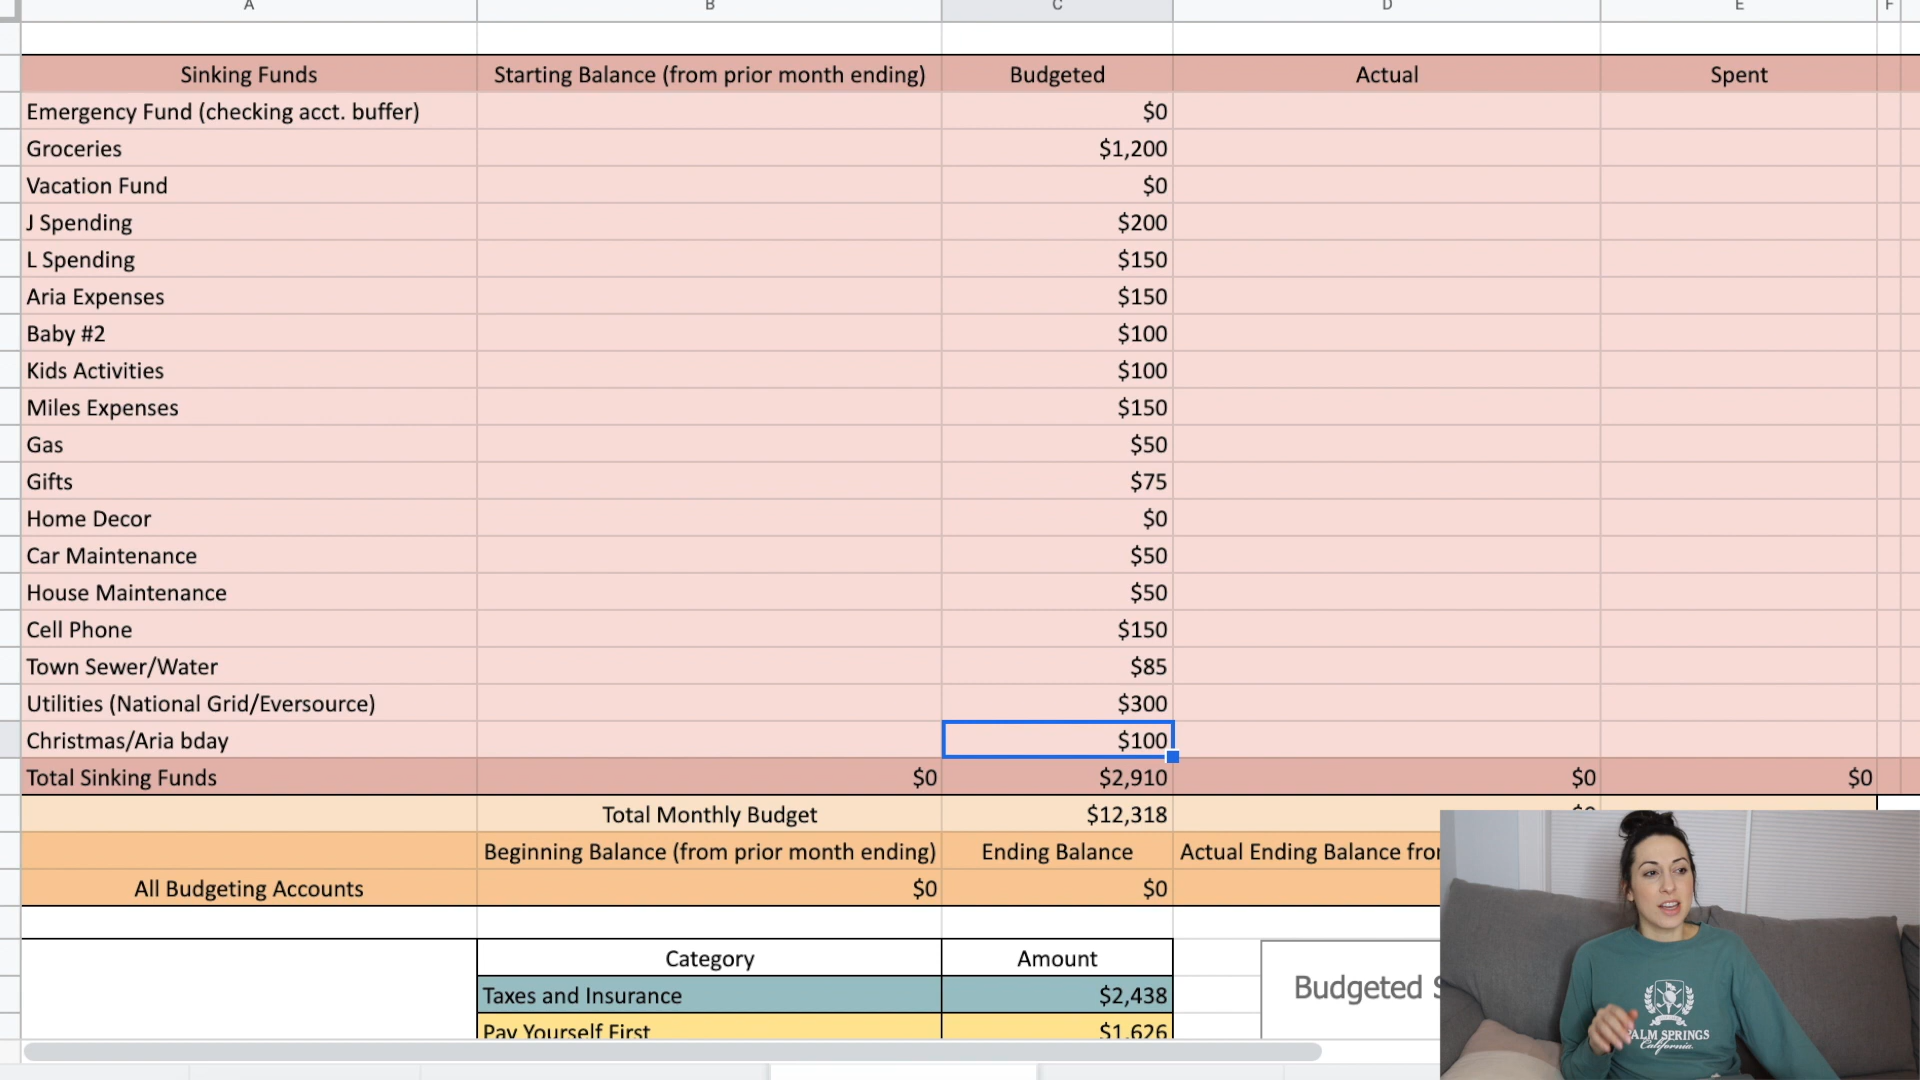 A B C D E F
Sinking Funds Starting Balance (from prior month ending) Budgeted Actual Spent
Emergency Fund (checking acct. buffer) $0
Groceries $1,200
Vacation Fund $0
J Spending $200
L Spending $150
Aria Expenses $150
Baby #2 $100
Kids Activities $100
Miles Expenses $150
Gas $50
Gifts $75
Home Decor $0
Car Maintenance $50
House Maintenance $50
Cell Phone $150
Town Sewer/Water $85
Utilities (National Grid/Eversource) $300
Christmas/Aria bday $100
Total Sinking Funds $0 $2,910 $0 $0
Total Monthly Budget $12,318 $0
Beginning Balance (from prior month ending) Ending Balance Actual Ending Balance
All Budgeting Accounts $0 $0
Category Amount
Budgeted
Taxes and Insurance $2,438
Pay Yourself First $1,626
PALM SPRINGS
California